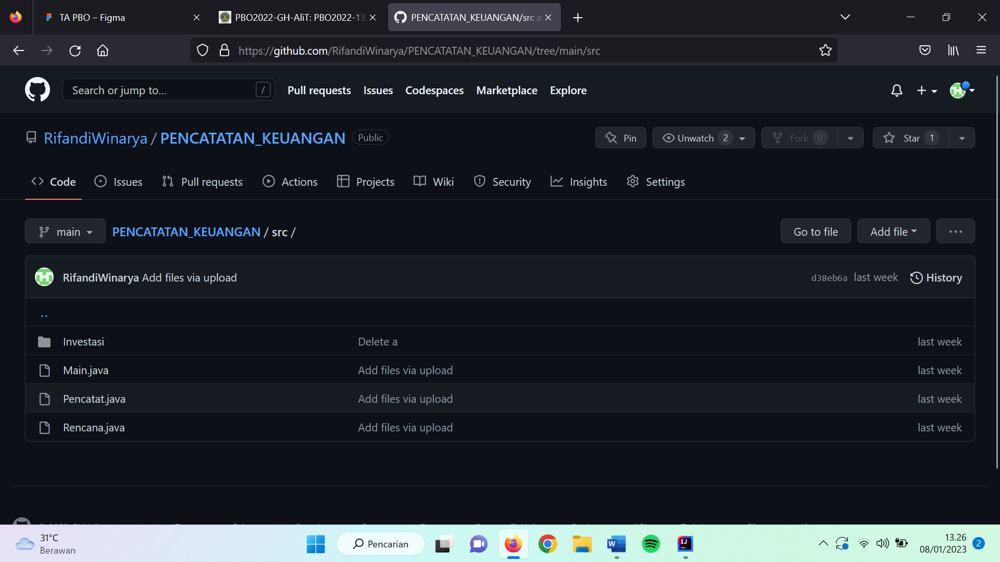 TA PBO – Figma
PBO2022-GH-AliT: PBO2022-13
PENCATATAN_KEUANGAN/src a
https://github.com/RifandiWinarya/PENCATATAN_KEUANGAN/tree/main/src
Search or jump to... /
Pull requests Issues Codespaces Marketplace Explore
RifandiWinarya / PENCATATAN_KEUANGAN Public
Pin Unwatch 2 Fork 0 Star 1
Code Issues Pull requests Actions Projects Wiki Security Insights Settings
main PENCATATAN_KEUANGAN / src / Go to file Add file ...
RifandiWinarya Add files via upload d38eb6a last week History
..
Investasi Delete a last week
Main.java Add files via upload last week
Pencatat.java Add files via upload last week
Rencana.java Add files via upload last week
31°C
Berawan
Pencarian
W
IJ
13.26
08/01/2023
2